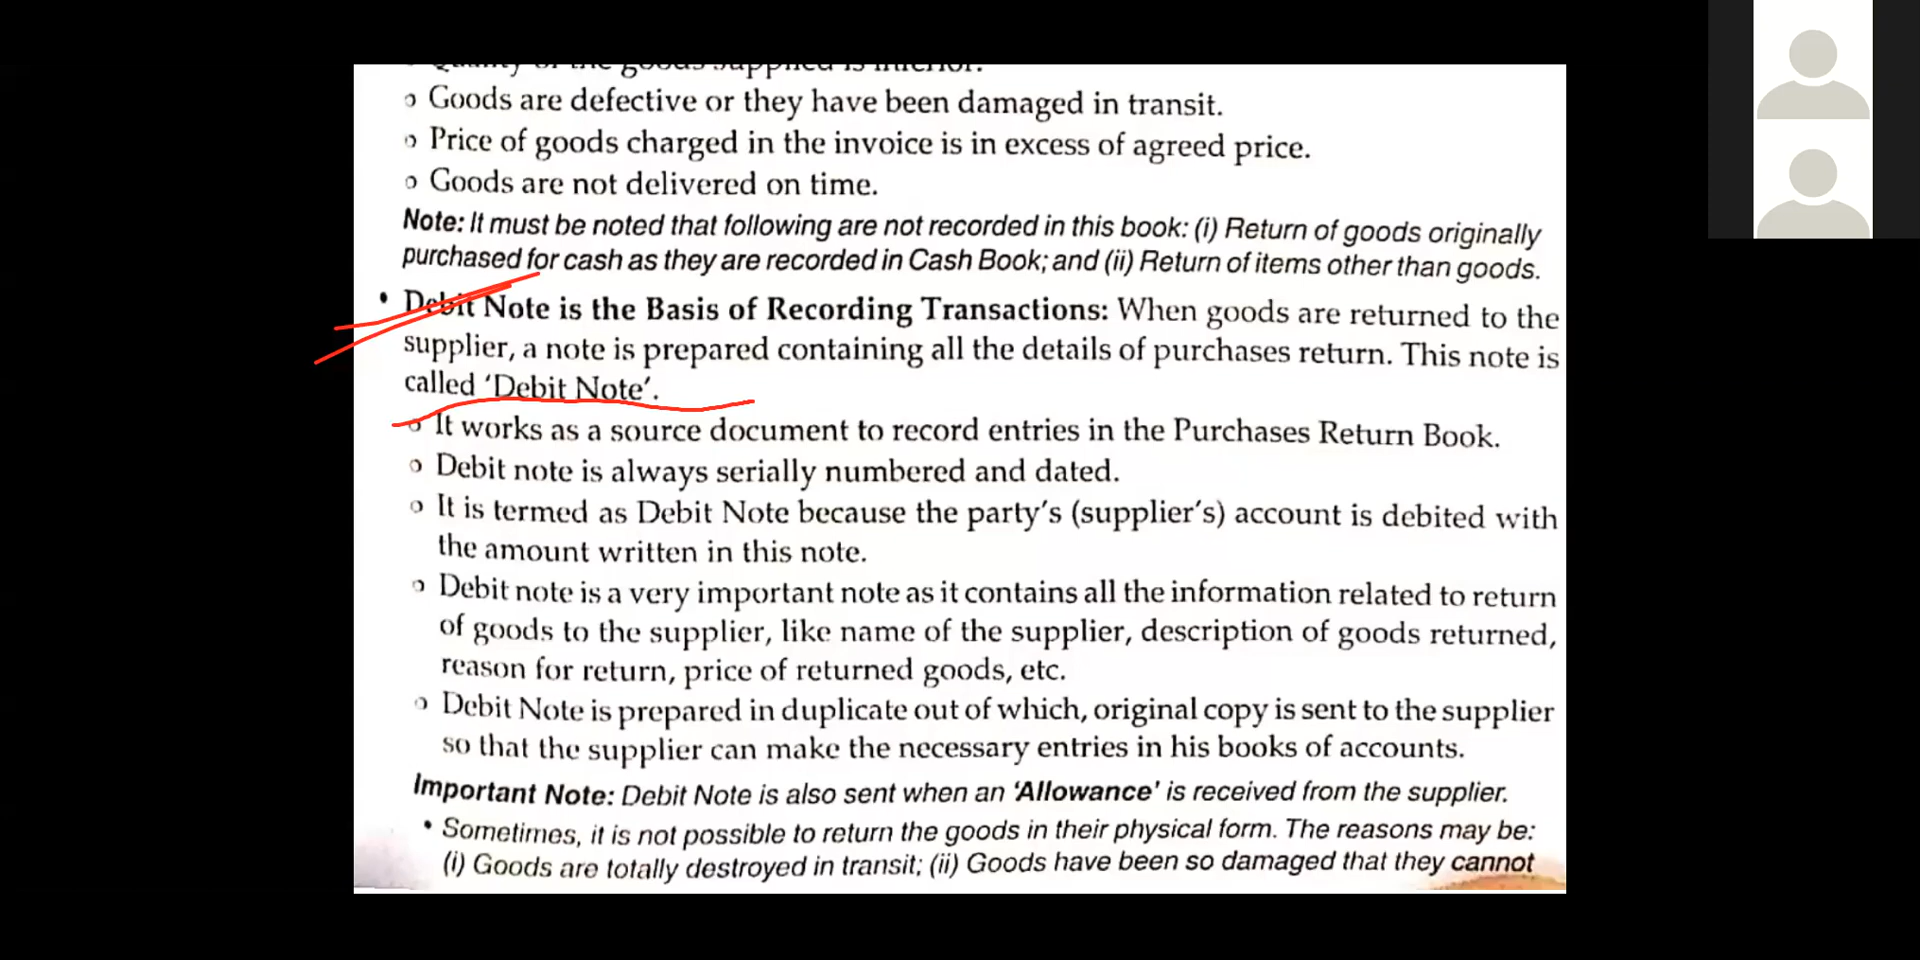 Quality of the goods supplied is inferior.
o Goods are defective or they have been damaged in transit.
o Price of goods charged in the invoice is in excess of agreed price.
o Goods are not delivered on time.
Note: It must be noted that following are not recorded in this book: (i) Return of goods originally
purchased for cash as they are recorded in Cash Book; and (ii) Return of items other than goods.
• Debit Note is the Basis of Recording Transactions: When goods are returned to the
supplier, a note is prepared containing all the details of purchases return. This note is
called ‘Debit Note’.
o It works as a source document to record entries in the Purchases Return Book.
o Debit note is always serially numbered and dated.
o It is termed as Debit Note because the party’s (supplier’s) account is debited with
the amount written in this note.
o Debit note is a very important note as it contains all the information related to return
of goods to the supplier, like name of the supplier, description of goods returned,
reason for return, price of returned goods, etc.
o Debit Note is prepared in duplicate out of which, original copy is sent to the supplier
so that the supplier can make the necessary entries in his books of accounts.
Important Note: Debit Note is also sent when an ‘Allowance’ is received from the supplier.
• Sometimes, it is not possible to return the goods in their physical form. The reasons may be:
(i) Goods are totally destroyed in transit; (ii) Goods have been so damaged that they cannot